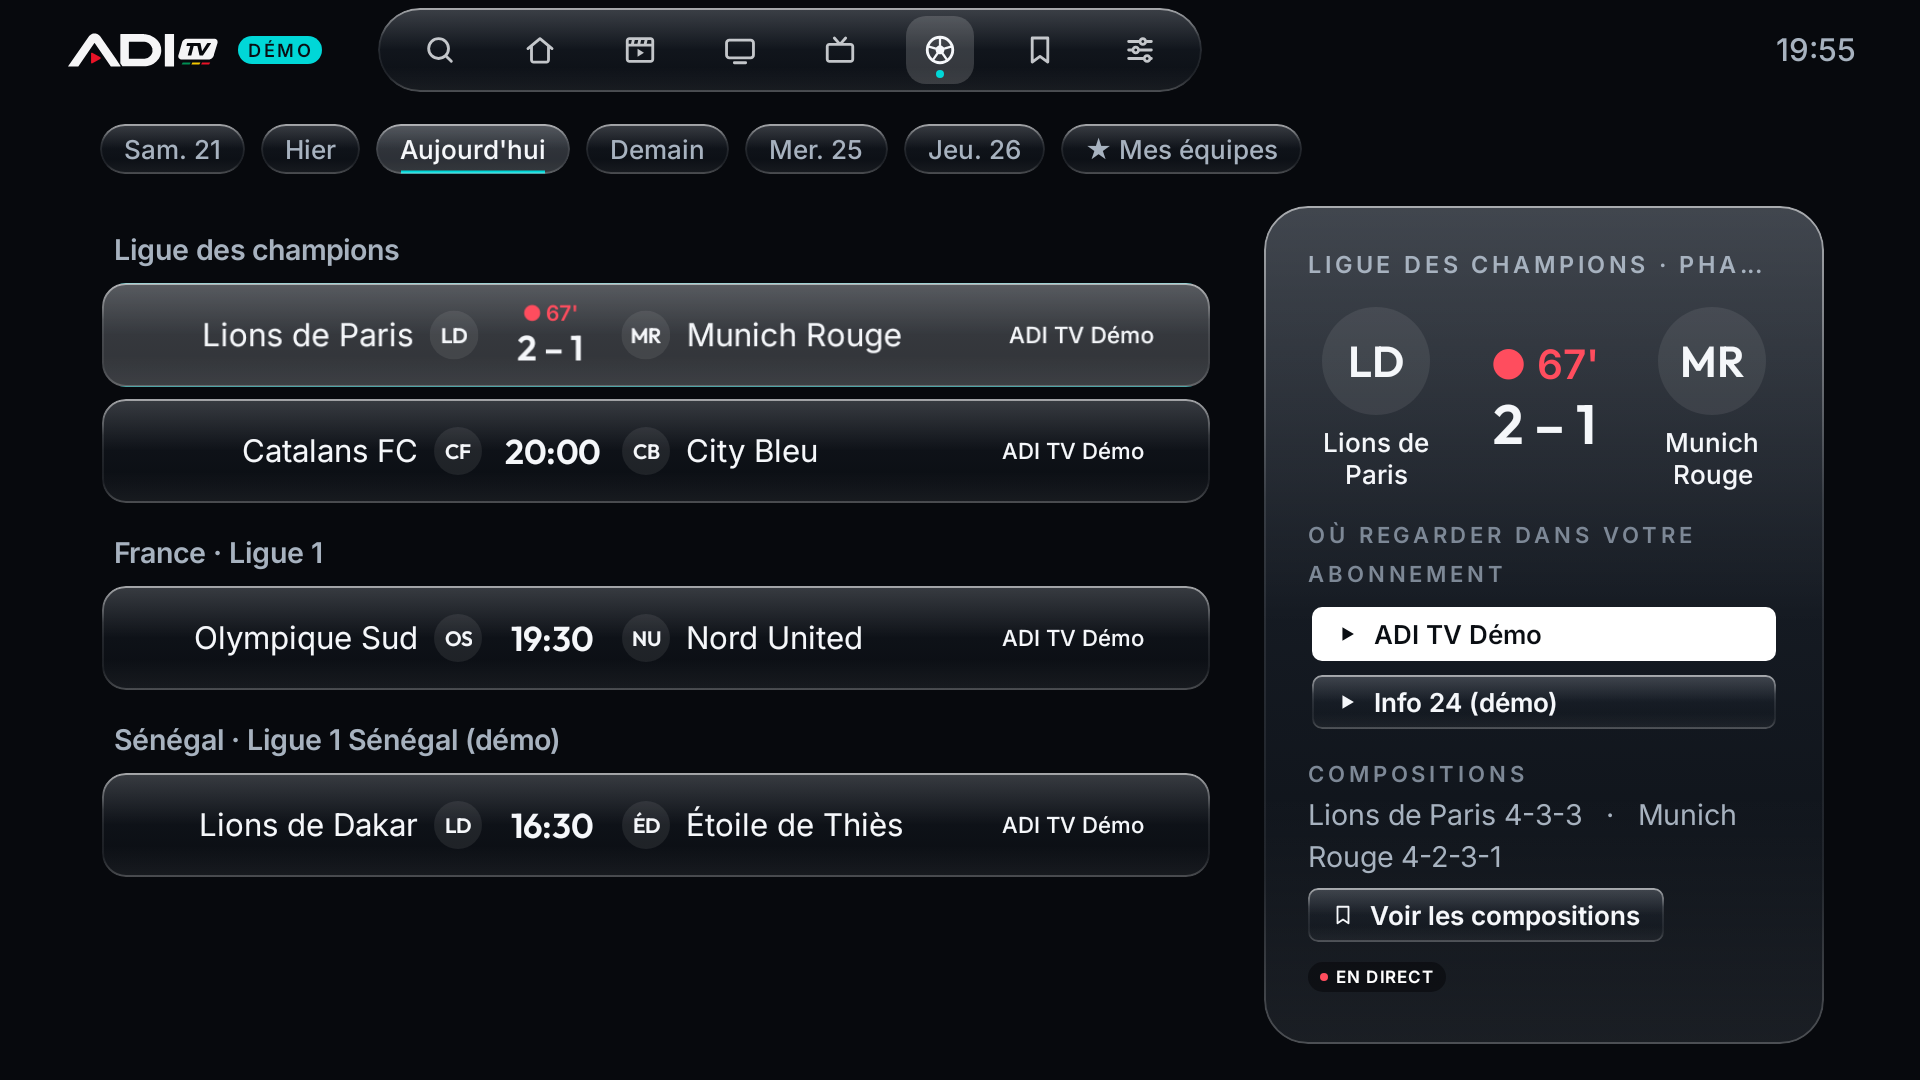 ADI TV DÉMO
19:55
Sam. 21 Hier Aujourd'hui Demain Mer. 25 Jeu. 26 ★ Mes équipes
Ligue des champions
67'
Lions de Paris LD 2 – 1 MR Munich Rouge ADI TV Démo
Catalans FC CF 20:00 CB City Bleu ADI TV Démo
France · Ligue 1
Olympique Sud OS 19:30 NU Nord United ADI TV Démo
Sénégal · Ligue 1 Sénégal (démo)
Lions de Dakar LD 16:30 ÉD Étoile de Thiès ADI TV Démo
LIGUE DES CHAMPIONS · PHA...
LD 67' MR
2 – 1
Lions de Munich
Paris Rouge
OÙ REGARDER DANS VOTRE
ABONNEMENT
ADI TV Démo
Info 24 (démo)
COMPOSITIONS
Lions de Paris 4-3-3 · Munich
Rouge 4-2-3-1
Voir les compositions
EN DIRECT